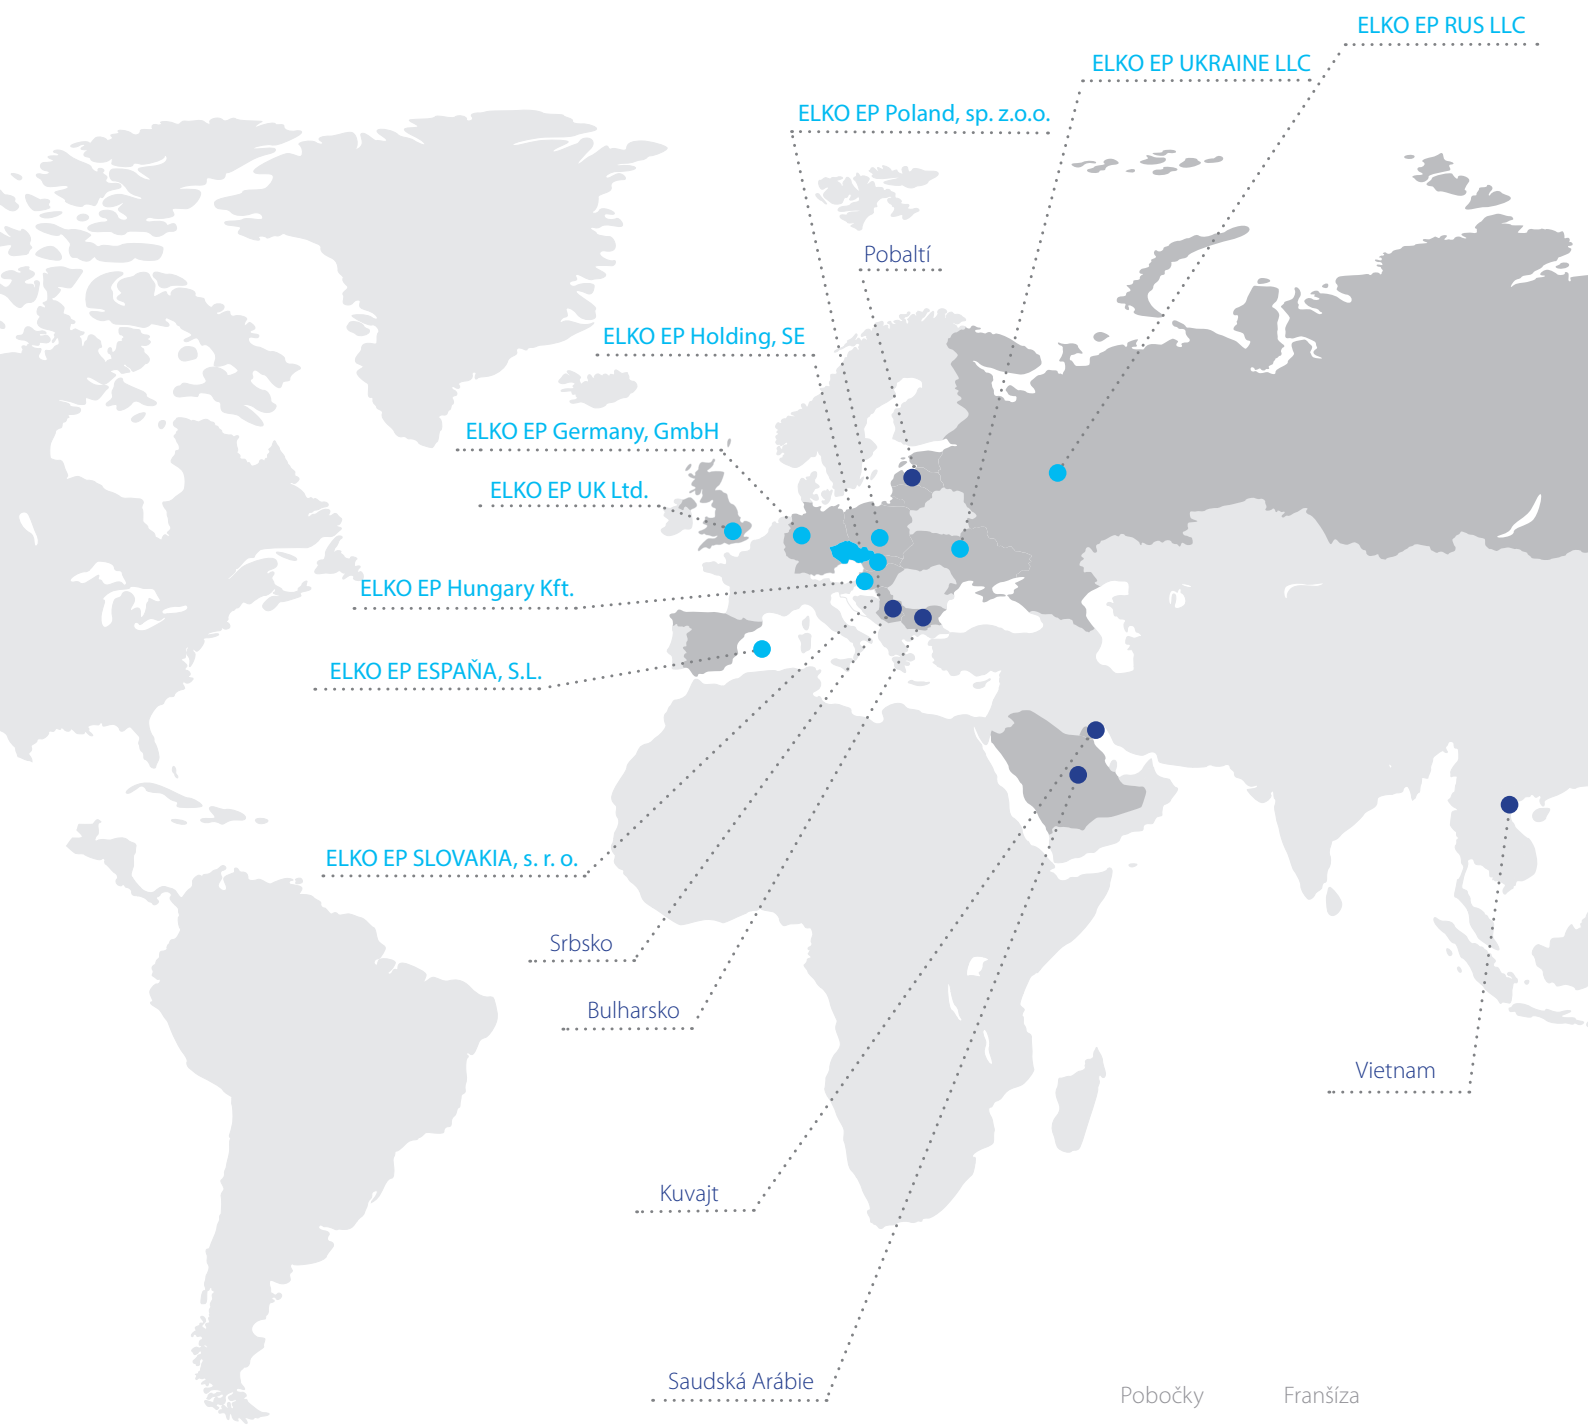 ELKO EP RUS LLC
ELKO EP UKRAINE LLC
ELKO EP Poland, sp. z.o.o.
Pobaltí
ELKO EP Holding, SE
ELKO EP Germany, GmbH
ELKO EP UK Ltd.
ELKO EP Hungary Kft.
ELKO EP ESPAŇA, S.L.
ELKO EP SLOVAKIA, s. r. o.
Srbsko
Bulharsko
Vietnam
Kuvajt
Saudská Arábie
Pobočky
Franšíza